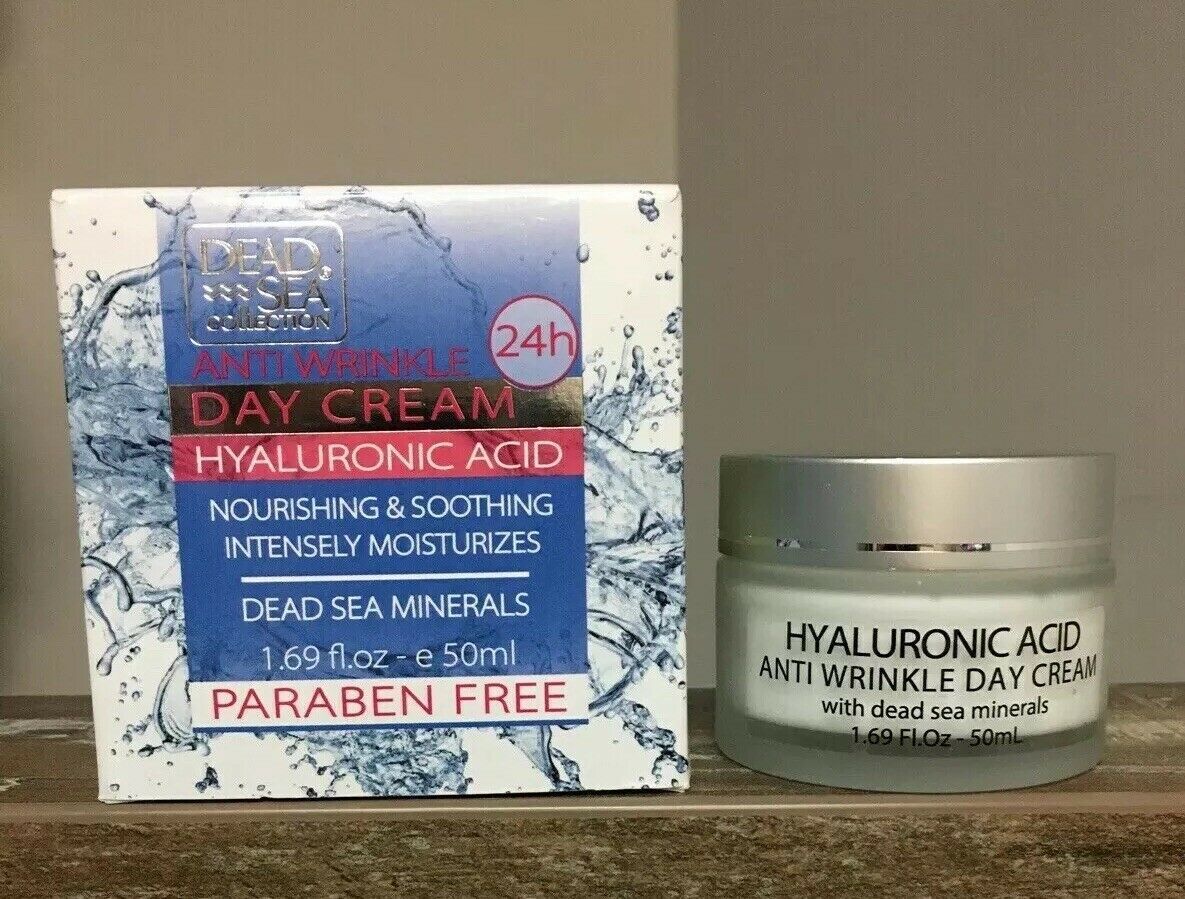 DEAD
SEA®
COLLECTION
24h
ANTI WRINKLE
DAY CREAM
HYALURONIC ACID
NOURISHING & SOOTHING
INTENSELY MOISTURIZES
DEAD SEA MINERALS
1.69 fl.oz - e 50ml
PARABEN FREE
HYALURONIC ACID
ANTI WRINKLE DAY CREAM
with dead sea minerals
1.69 Fl.Oz - 50mL